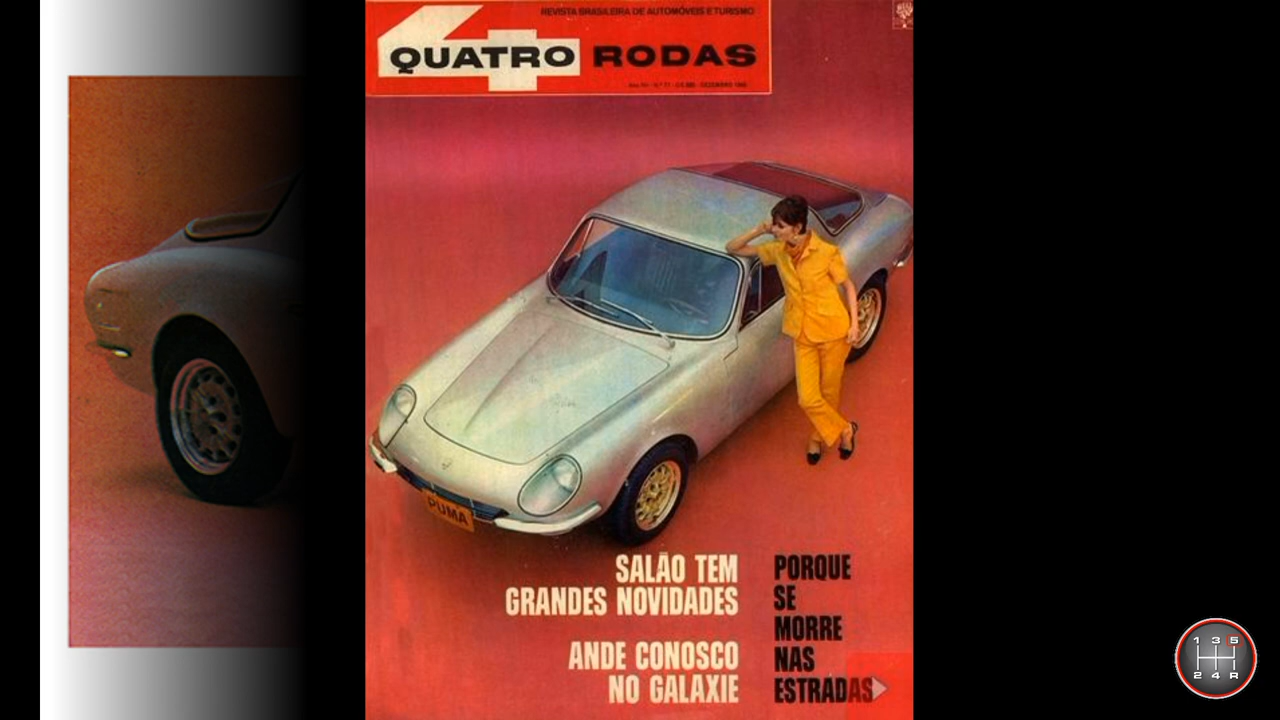 REVISTA BRASILEIRA DE AUTOMÓVEIS E TURISMO
QUATRO RODAS
PUMA
SALÃO TEM
GRANDES NOVIDADES
ANDE CONOSCO
NO GALAXIE
PORQUE
SE
MORRE
NAS
ESTRADAS
1 3 5
2 4 R